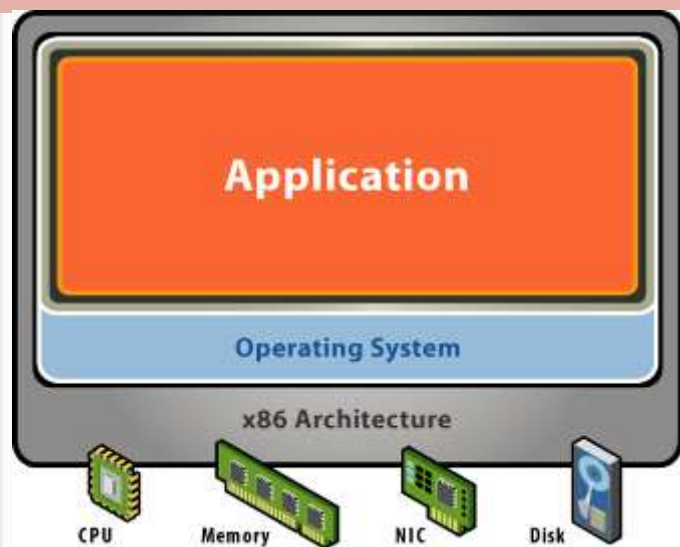 Application
Operating System
x86 Architecture
CPU Memory NIC Disk